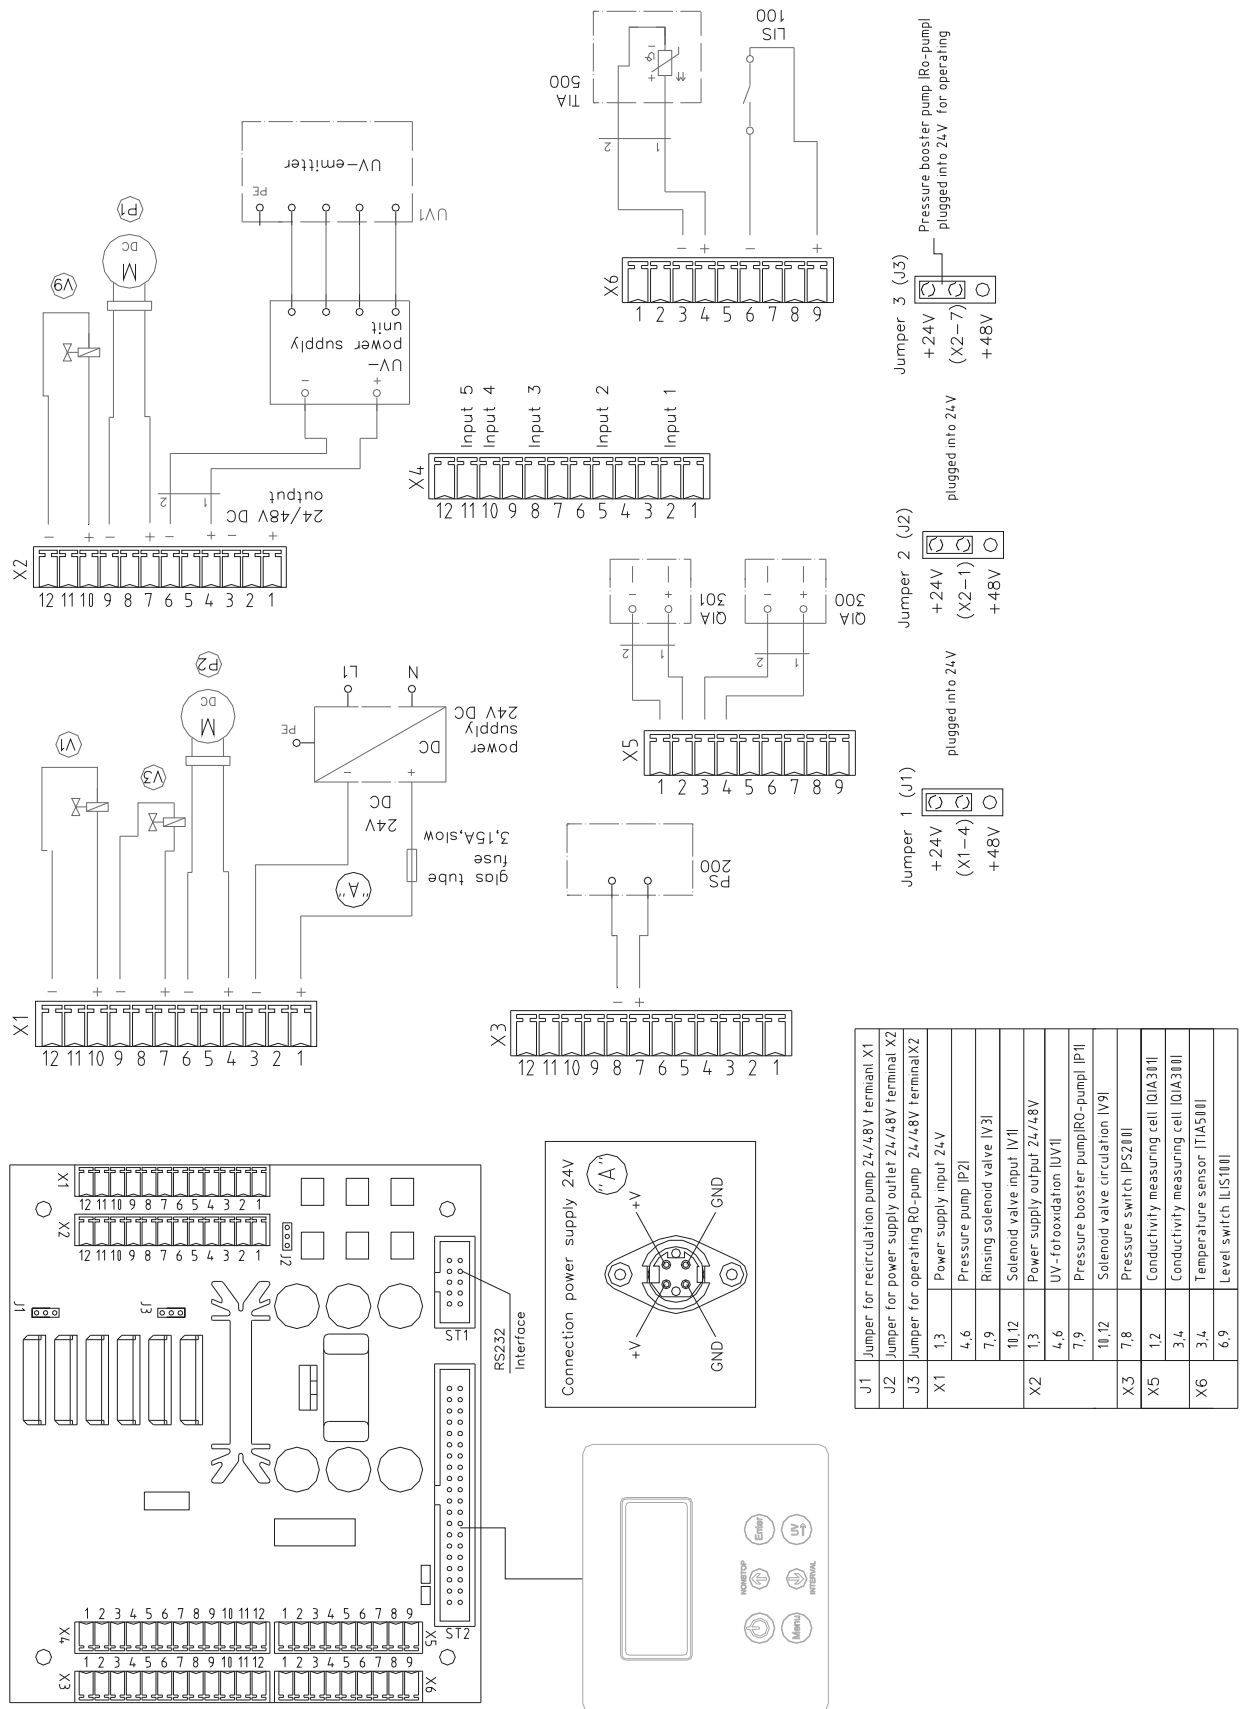 LIS
100
TIA
500
+
2
1
X6
1 2 3 4 5 6 7 8 9
Pressure booster pump |Ro-pump|
plugged into 24V for operating
Jumper 3 (J3)
+24V
(X2-7)
+48V
UV-emitter
PE
UV1
P1
DC
M
V9
UV-
power supply
unit
- +
2
1
24/48V DC
output
X2
12 11 10 9 8 7 6 5 4 3 2 1
Input 5
Input 4
Input 3
Input 2
Input 1
X4
12 11 10 9 8 7 6 5 4 3 2 1
plugged into 24V
Jumper 2 (J2)
+24V
(X2-1)
+48V
QIA
301
QIA
300
2
1
2
1
X5
1 2 3 4 5 6 7 8 9
plugged into 24V
Jumper 1 (J1)
+24V
(X1-4)
+48V
V1
V3
P2
DC
M
L1
N
PE
DC
power
supply
24V DC
24V
DC
glas tube
fuse
3,15A,slow
"A"
X1
12 11 10 9 8 7 6 5 4 3 2 1
PS
200
- +
X3
12 11 10 9 8 7 6 5 4 3 2 1
X1
12 11 10 9 8 7 6 5 4 3 2 1
X2
12 11 10 9 8 7 6 5 4 3 2 1
J2
J1
J3
ST1
RS232
Interface
X4
1 2 3 4 5 6 7 8 9 10 11 12
X3
1 2 3 4 5 6 7 8 9 10 11 12
X5
1 2 3 4 5 6 7 8 9
X6
1 2 3 4 5 6 7 8 9
ST2
Connection power supply 24V
"A"
+V
GND
+V
GND
Enter
UV
NONSTOP
INTERVAL
Menu
J1 Jumper for recirculation pump 24/48V termianl X1
J2 Jumper for power supply outlet 24/48V terminal X2
J3 Jumper for operating RO-pump 24/48V terminalX2
X1 1,3 Power supply input 24V
4,6 Pressure pump |P2|
7,9 Rinsing solenoid valve |V3|
10,12 Solenoid valve input |V1|
X2 1,3 Power supply output 24/48V
4,6 UV-fotooxidation |UV1|
7,9 Pressure booster pump|RO-pump| |P1|
10,12 Solenoid valve circulation |V9|
X3 7,8 Pressure switch |PS200|
X5 1,2 Conductivity measuring cell |QIA301|
3,4 Conductivity measuring cell |QIA300|
X6 3,4 Temperature sensor |TIA500|
6,9 Level switch |LIS100|